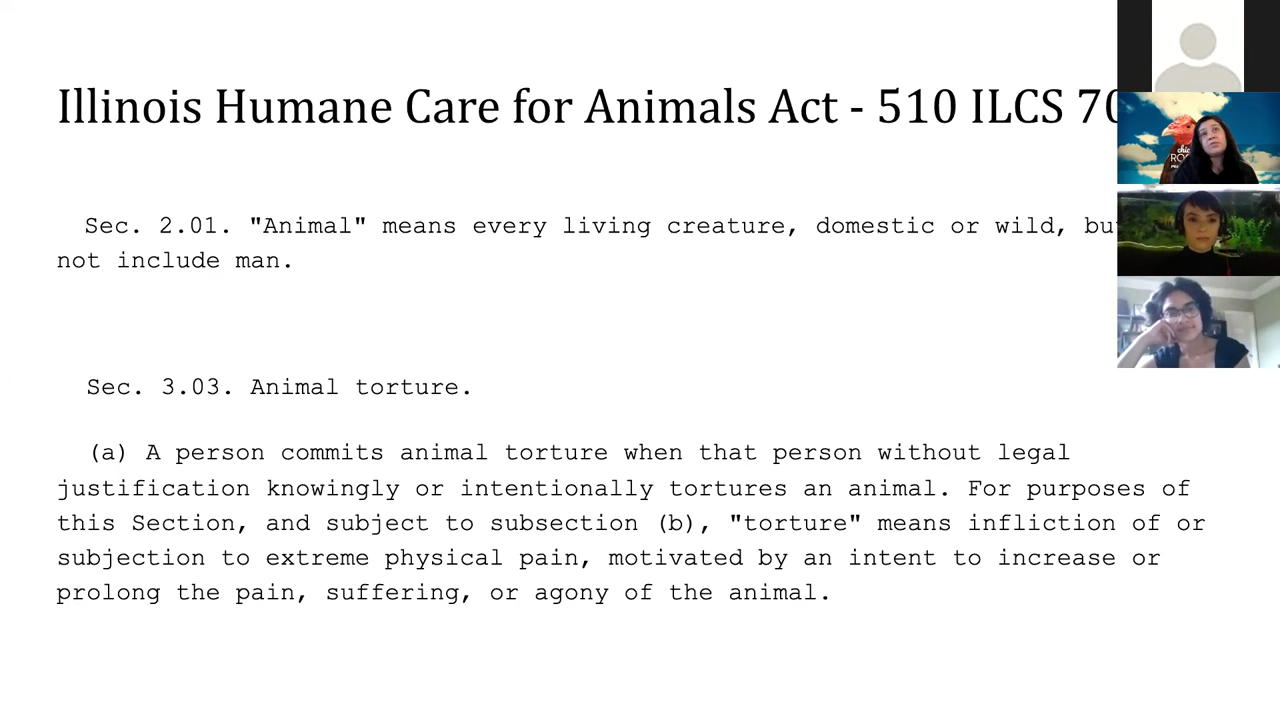 Illinois Humane Care for Animals Act - 510 ILCS 70
Sec. 2.01. "Animal" means every living creature, domestic or wild,
not include man.
Sec. 3.03. Animal torture.
(a) A person commits animal torture when that person without legal
justification knowingly or intentionally tortures an animal. For purposes of
this Section, and subject to subsection (b), "torture" means infliction of or
subjection to extreme physical pain, motivated by an intent to increase or
prolong the pain, suffering, or agony of the animal.